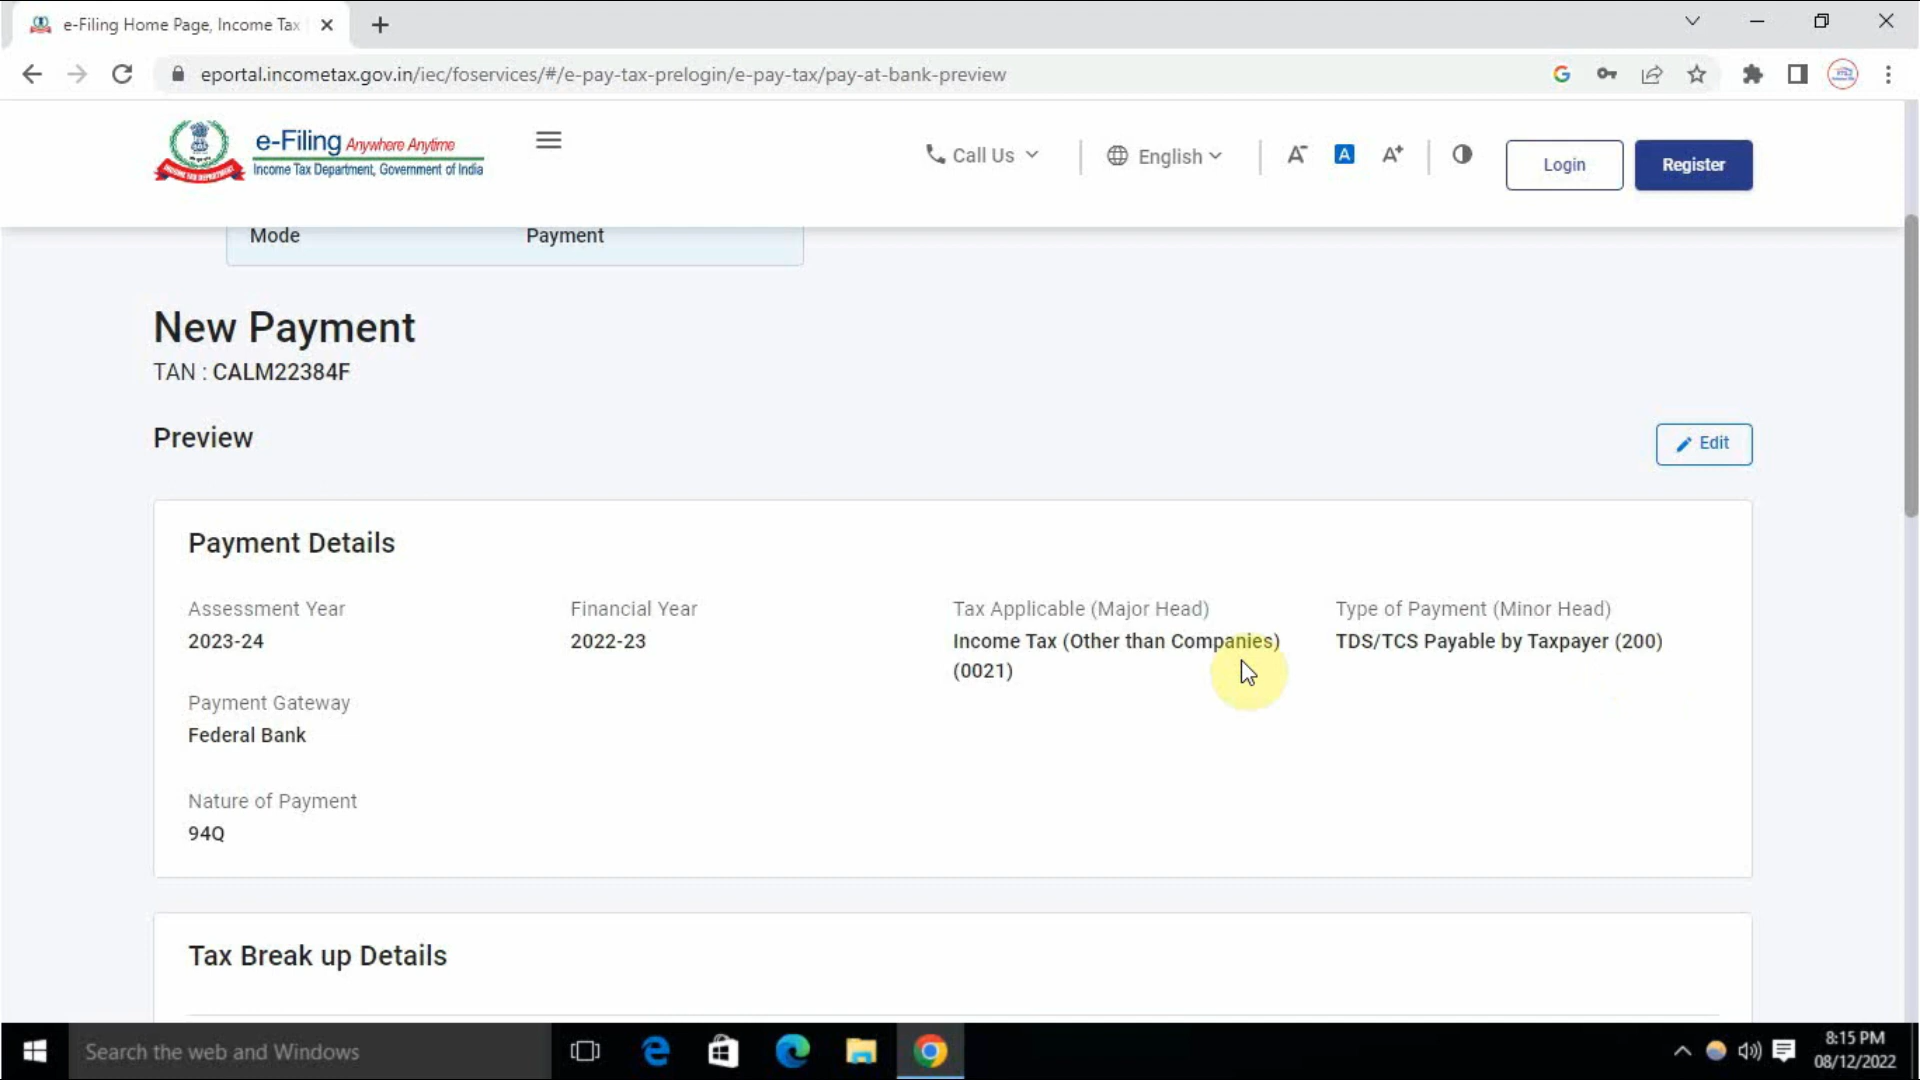 e-Filing Home Page, Income Tax
eportal.incometax.gov.in/iec/foservices/#/e-pay-tax-prelogin/e-pay-tax/pay-at-bank-preview
e-Filing Anywhere Anytime
Income Tax Department, Government of India
Call Us
English
A-
A
A+
Login
Register
Mode Payment
New Payment
TAN : CALM22384F
Preview
Edit
Payment Details
Assessment Year Financial Year Tax Applicable (Major Head) Type of Payment (Minor Head)
2023-24 2022-23 Income Tax (Other than Companies) TDS/TCS Payable by Taxpayer (200)
(0021)
Payment Gateway
Federal Bank
Nature of Payment
94Q
Tax Break up Details
Search the web and Windows
8:15 PM
08/12/2022